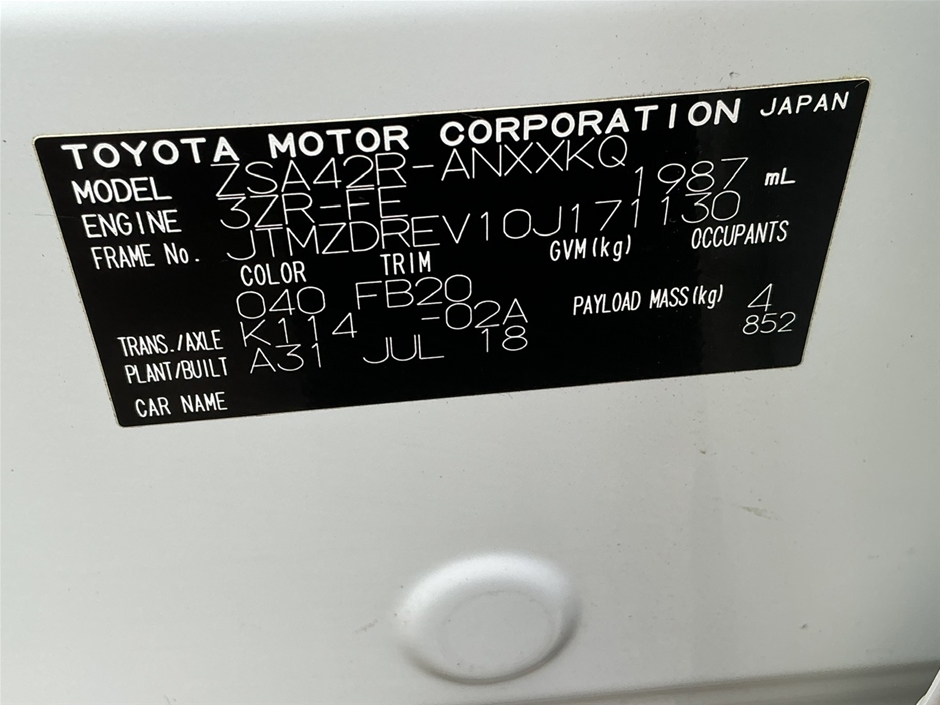 TOYOTA MOTOR CORPORATION JAPAN
MODEL ZSA42R-ANXXKQ
ENGINE 3ZR-FE 1987 mL
FRAME No. JTMZDREV10J171130
COLOR TRIM GVM(kg) OCCUPANTS
040 FB20
TRANS./AXLE K114 -02A PAYLOAD MASS(kg) 4
PLANT/BUILT A31 JUL 18 852
CAR NAME